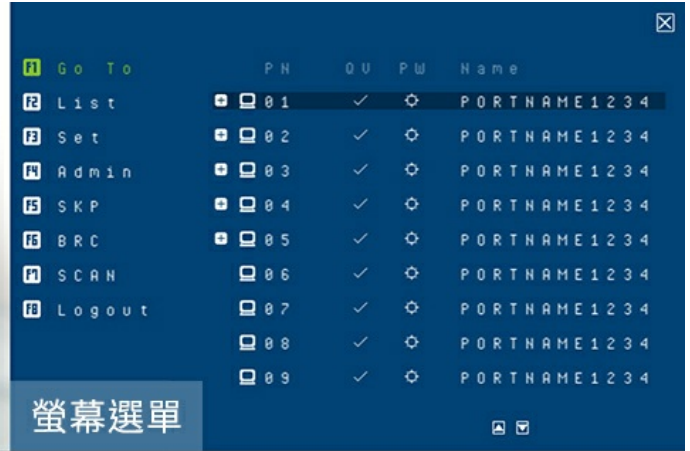 F1 Go To PN QV PW Name
F2 List 01 PORTNAME1234
F3 Set 02 PORTNAME1234
F4 Admin 03 PORTNAME1234
F5 SKP 04 PORTNAME1234
F6 BRC 05 PORTNAME1234
F7 SCAN 06 PORTNAME1234
F8 Logout 07 PORTNAME1234
08 PORTNAME1234
09 PORTNAME1234
螢幕選單